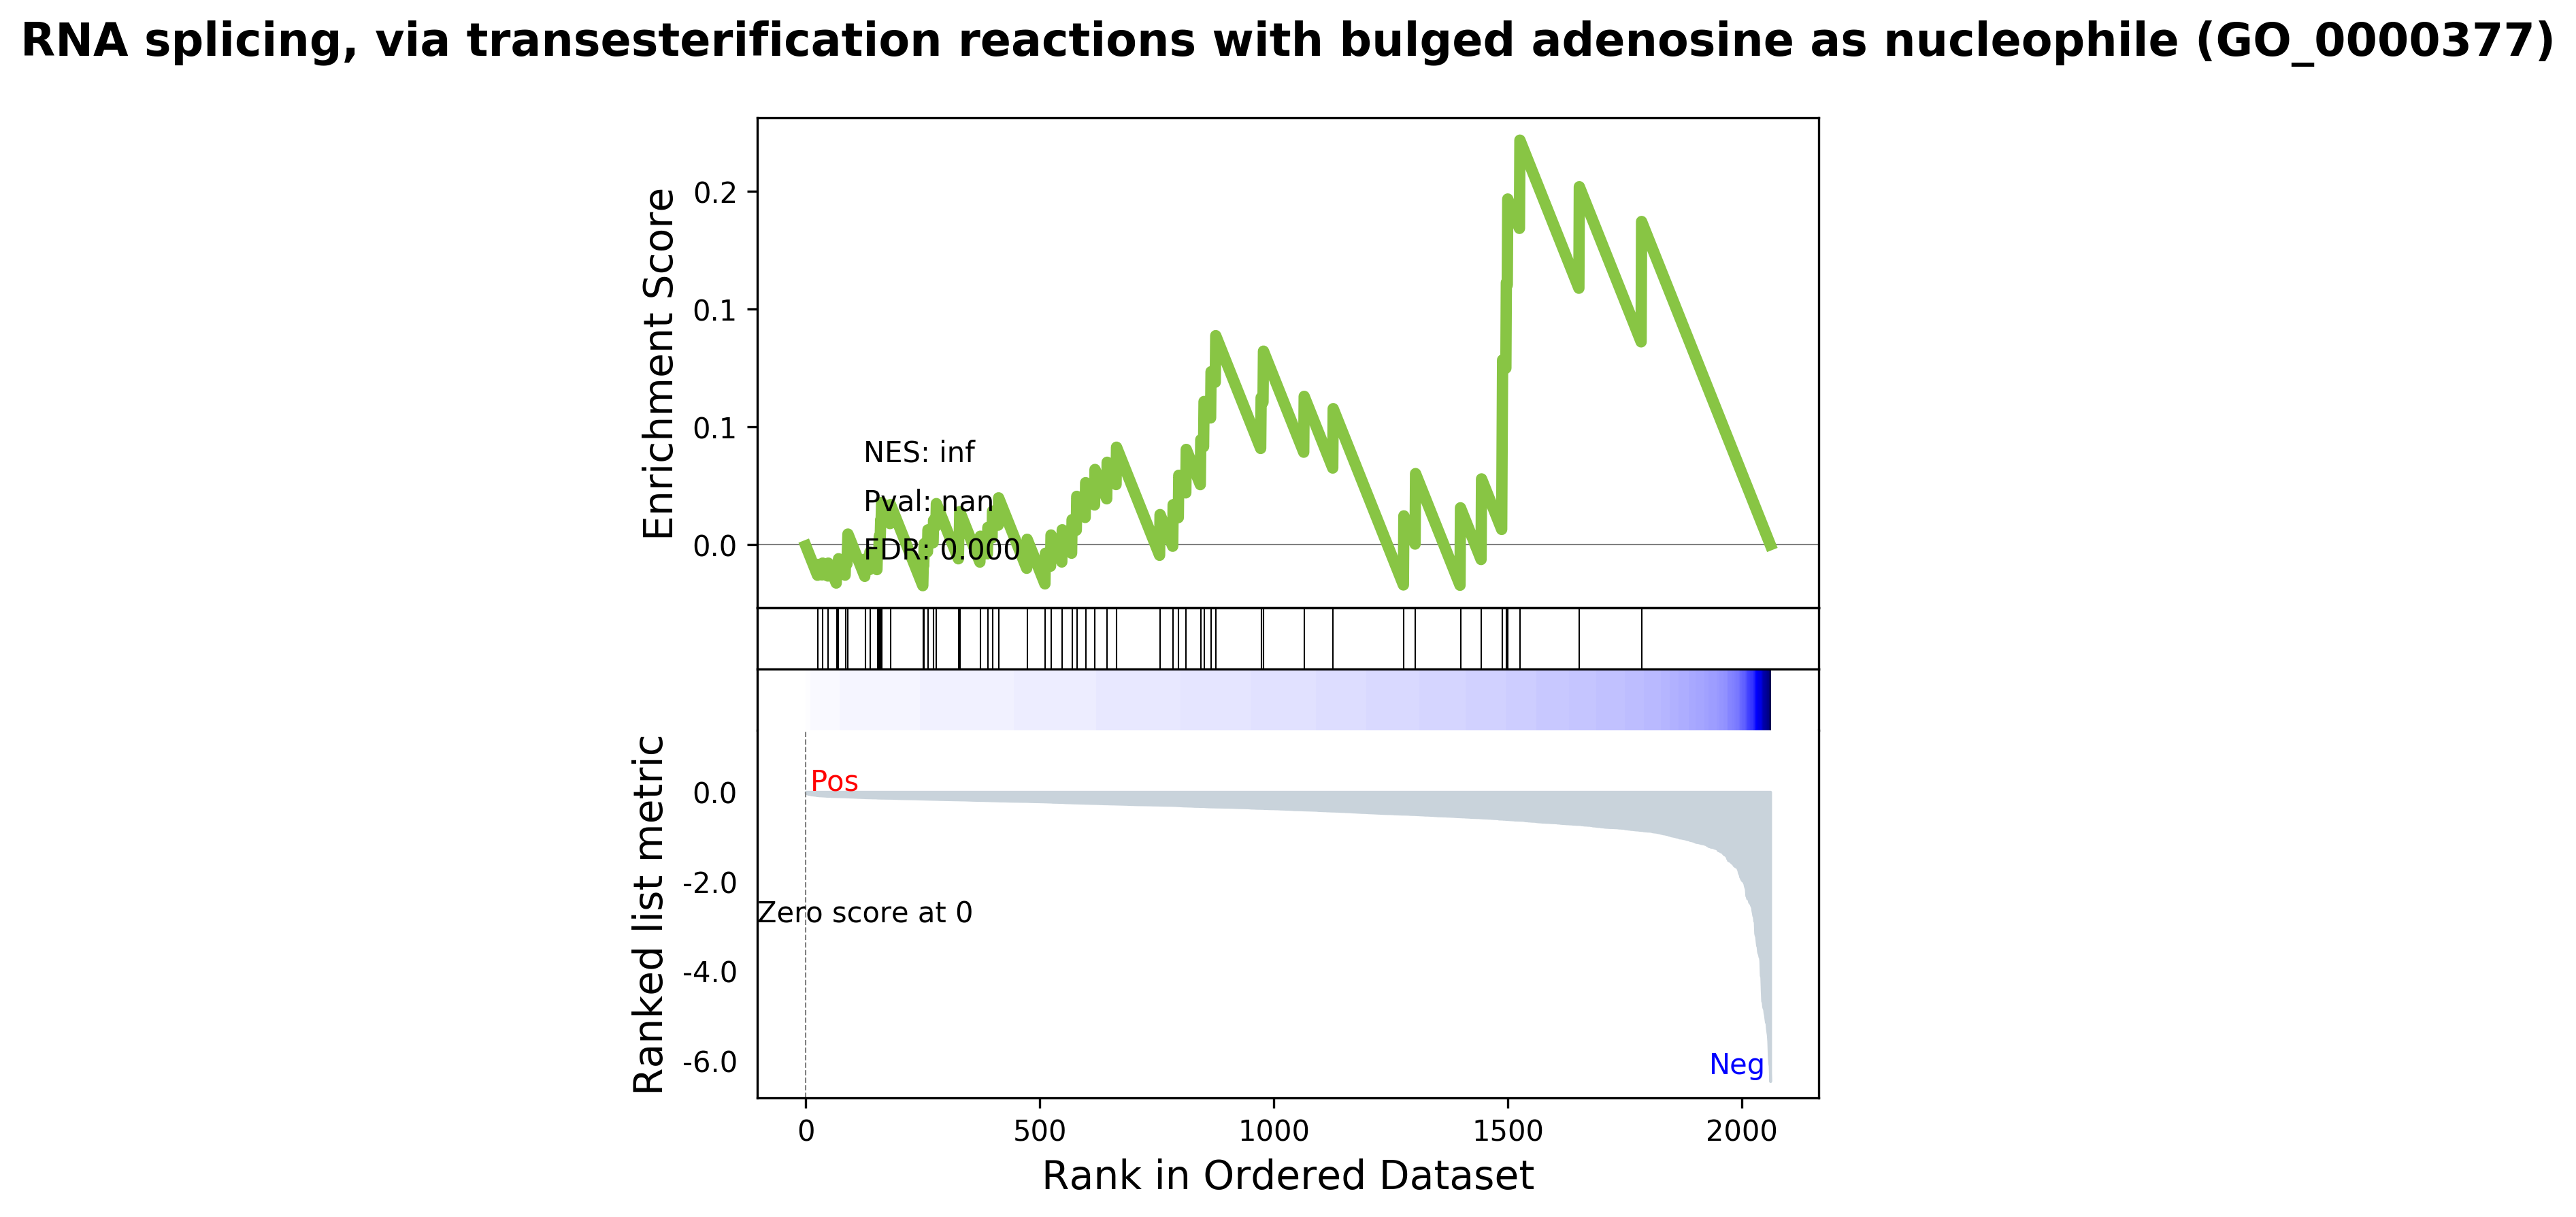 RNA splicing, via transesterification reactions with bulged adenosine as nucleophile (GO_0000377)
Enrichment Score
0.2
0.1
0.1
0.0
NES: inf
Pval: nan
FDR: 0.000
Ranked list metric
0.0
-2.0
-4.0
-6.0
Pos
Zero score at 0
Neg
0
500
1000
1500
2000
Rank in Ordered Dataset